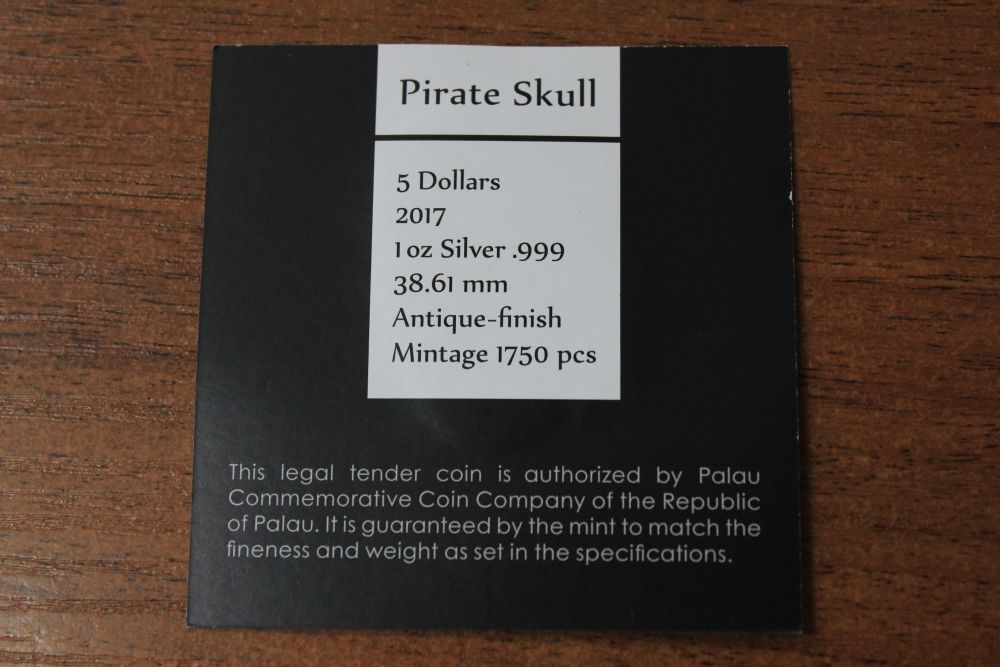 Pirate Skull
5 Dollars
2017
1oz Silver .999
38.61 mm
Antique-finish
Mintage 1750 pcs
This legal tender coin is authorized by Palau
Commemorative Coin Company of the Republic
of Palau. It is guaranteed by the mint to match the
fineness and weight as set in the specifications.